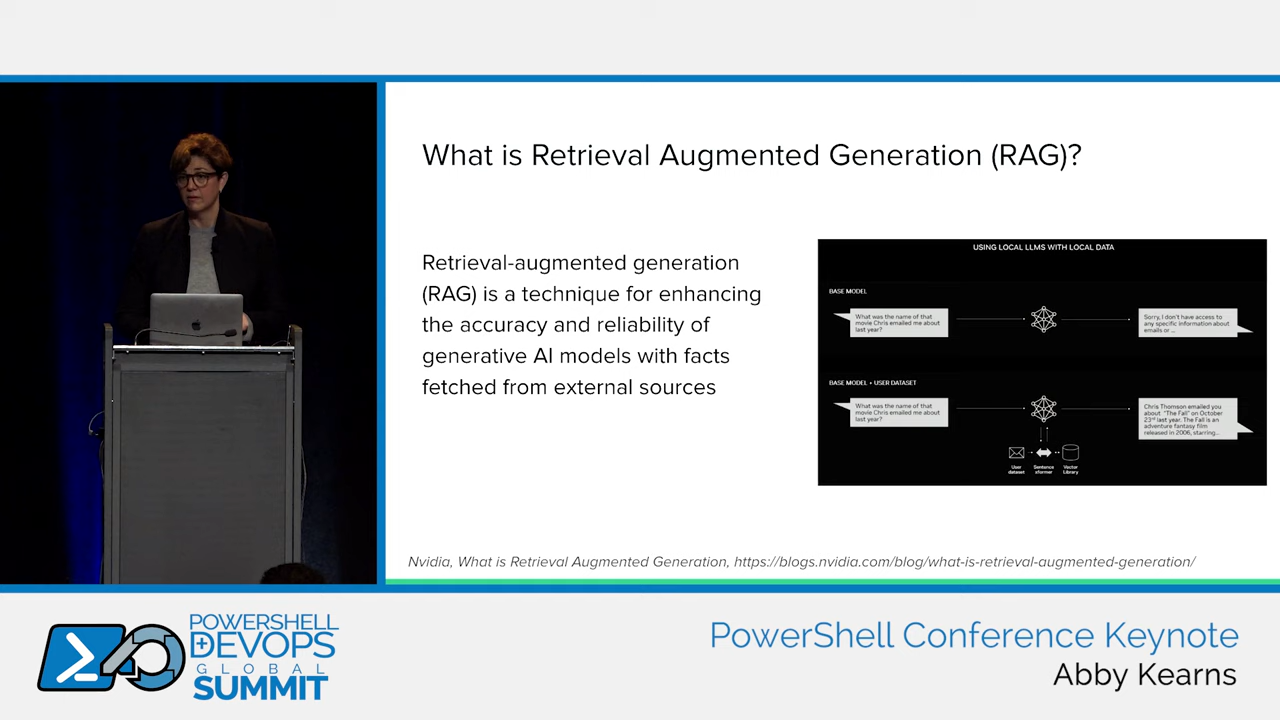 What is Retrieval Augmented Generation (RAG)?
Retrieval-augmented generation
(RAG) is a technique for enhancing
the accuracy and reliability of
generative AI models with facts
fetched from external sources
USING LOCAL LLMS WITH LOCAL DATA
BASE MODEL
What was the name of that
movie Chris emailed me about
last year?
Sorry, I don't have access to
any specific information about
emails or ...
BASE MODEL + USER DATASET
What was the name of that
movie Chris emailed me about
last year?
Chris Thomson emailed you
about "The Fall" on October
23rd last year. The Fall is an
adventure fantasy film
released in 2006, starring...
User
dataset
Sentence
Vector
Library
Nvidia, What is Retrieval Augmented Generation, https://blogs.nvidia.com/blog/what-is-retrieval-augmented-generation/
POWERSHELL
DEVOPS
GLOBAL
SUMMIT
PowerShell Conference Keynote
Abby Kearns